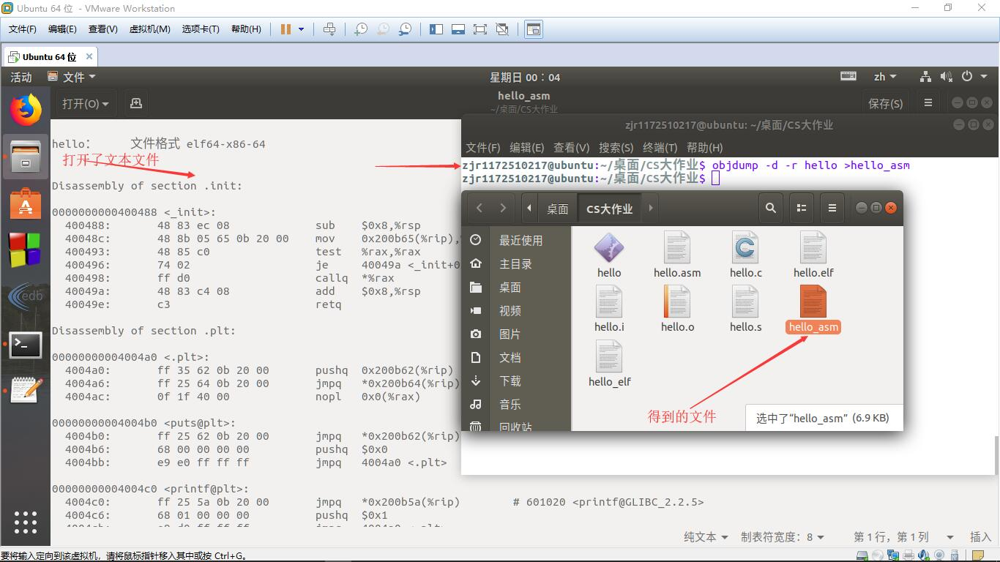 Ubuntu 64 位 - VMware Workstation
文件(F) 编辑(E) 查看(V) 虚拟机(M) 选项卡(T) 帮助(H)
Ubuntu 64 位
活动 文件 星期日 00：04 zh
打开(O) hello_asm 保存(S)
~/桌面/CS大作业
hello： 文件格式 elf64-x86-64
打开了文本文件
Disassembly of section .init:
0000000000400488 <_init>:
400488: 48 83 ec 08 sub $0x8,%rsp
40048c: 48 8b 05 65 0b 20 00 mov 0x200b65(%rip),
400493: 48 85 c0 test %rax,%rax
400496: 74 02 je 40049a <_init+0
400498: ff d0 callq *%rax
40049a: 48 83 c4 08 add $0x8,%rsp
40049e: c3 retq
Disassembly of section .plt:
00000000004004a0 <.plt>:
4004a0: ff 35 62 0b 20 00 pushq 0x200b62(%rip)
4004a6: ff 25 64 0b 20 00 jmpq *0x200b64(%rip)
4004ac: 0f 1f 40 00 nopl 0x0(%rax)
00000000004004b0 <puts@plt>:
4004b0: ff 25 62 0b 20 00 jmpq *0x200b62(%rip)
4004b6: 68 00 00 00 00 pushq $0x0
4004bb: e9 e0 ff ff ff jmpq 4004a0 <.plt>
00000000004004c0 <printf@plt>:
4004c0: ff 25 5a 0b 20 00 jmpq *0x200b5a(%rip) # 601020 <printf@GLIBC_2.2.5>
4004c6: 68 01 00 00 00 pushq $0x1
zjr1172510217@ubuntu: ~/桌面/CS大作业
文件(F) 编辑(E) 查看(V) 搜索(S) 终端(T) 帮助(H)
zjr1172510217@ubuntu:~/桌面/CS大作业$ objdump -d -r hello >hello_asm
zjr1172510217@ubuntu:~/桌面/CS大作业$
桌面 CS大作业
最近使用
主目录
桌面
视频
图片
文档
下载
音乐
回收站
hello hello.asm hello.c hello.elf
hello.i hello.o hello.s hello_asm
hello_elf
得到的文件
选中了“hello_asm” (6.9 KB)
edb
纯文本 制表符宽度：8 第 1 行，第 1 列 插入
要将输入定向到该虚拟机，请将鼠标指针移入其中或按 Ctrl+G。